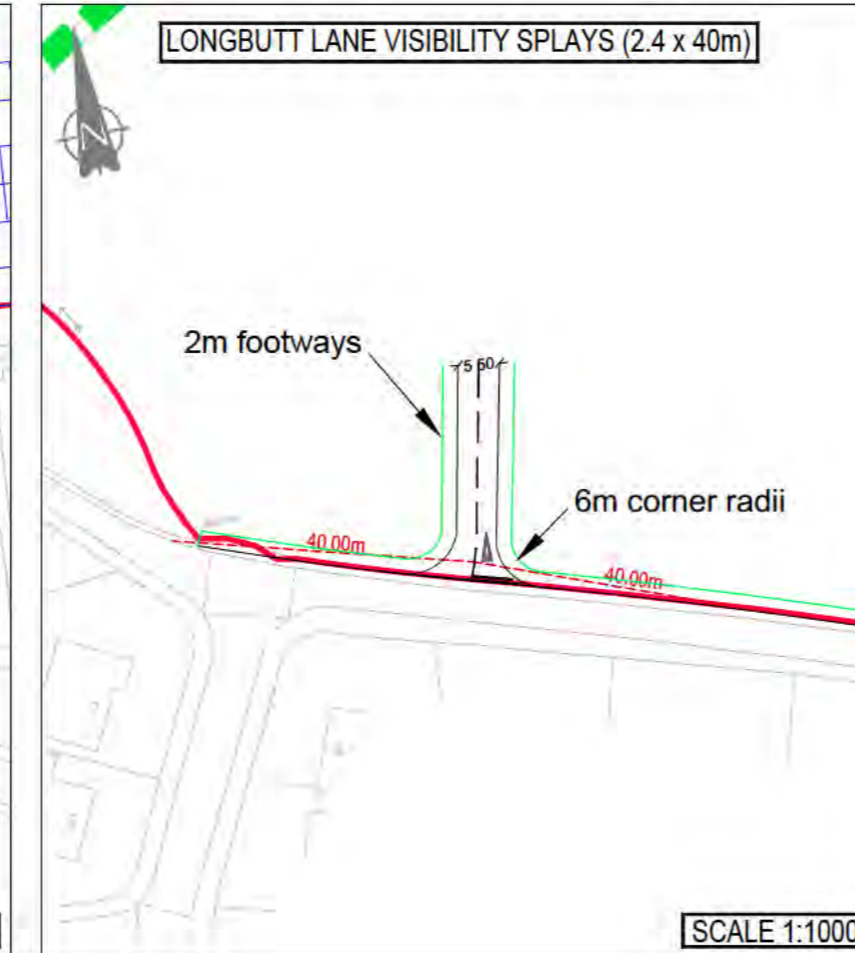 LONGBUTT LANE VISIBILITY SPLAYS (2.4 x 40m)
N
2m footways
5.50
6m corner radii
40.00m
40.00m
SCALE 1:1000